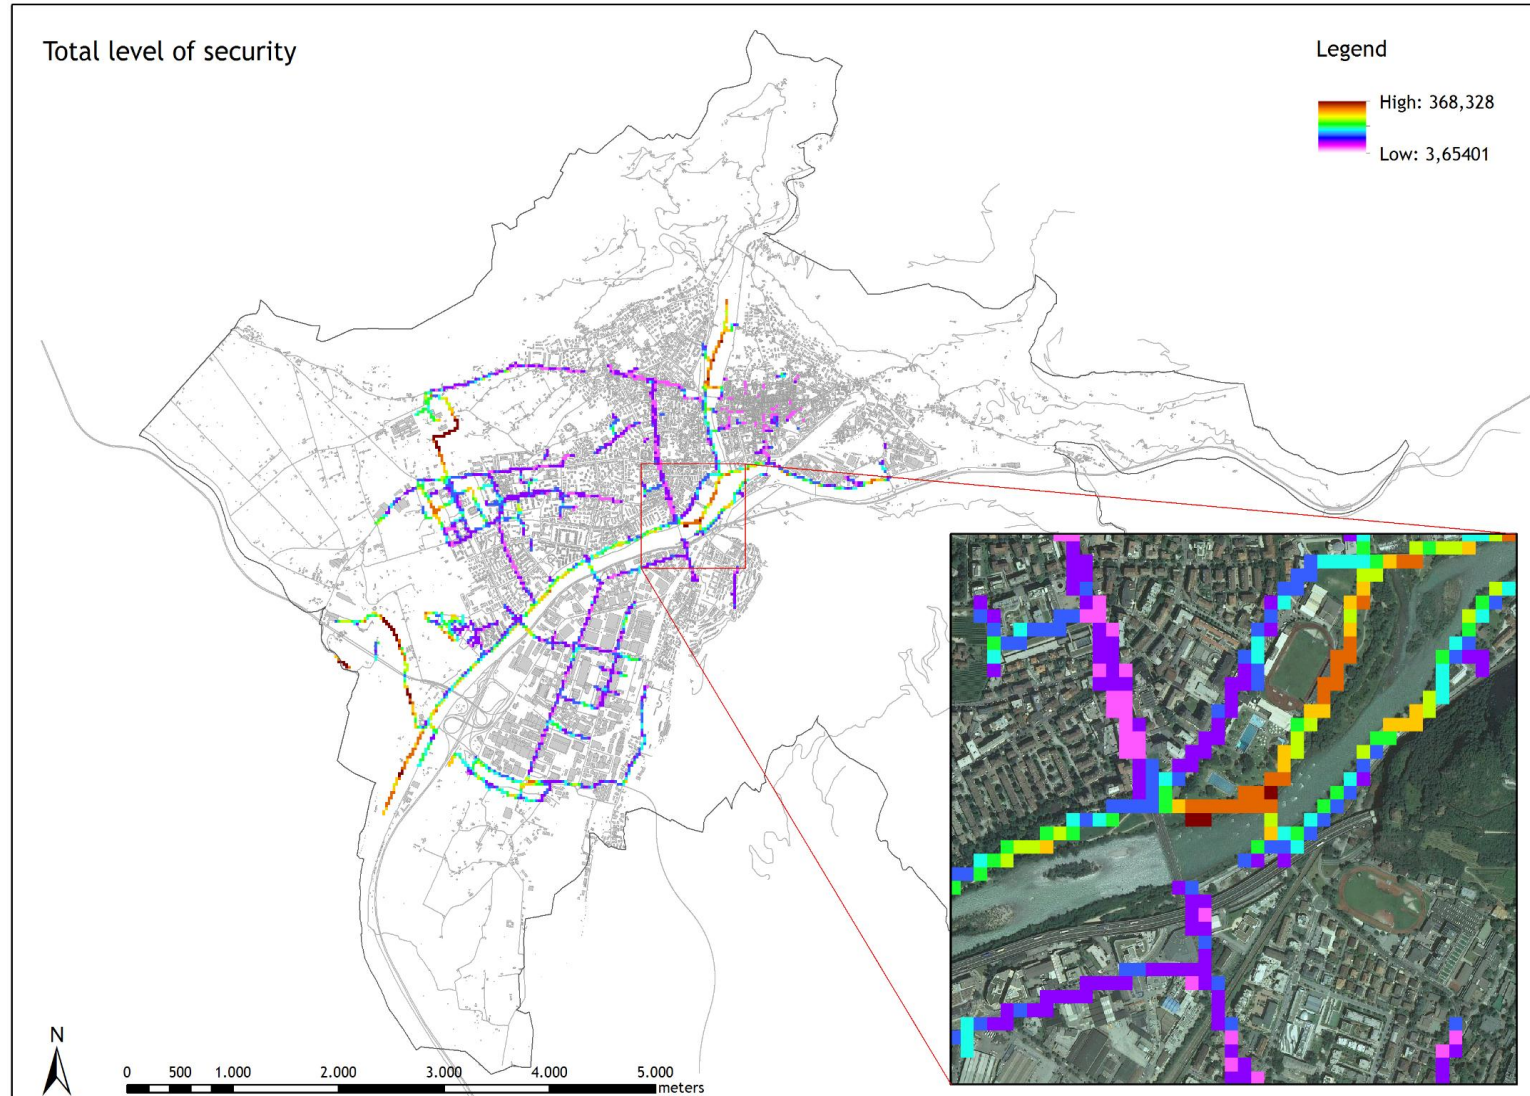 Total level of security
Legend
High: 368,328
Low: 3,65401
N
0 500 1.000 2.000 3.000 4.000 5.000
meters